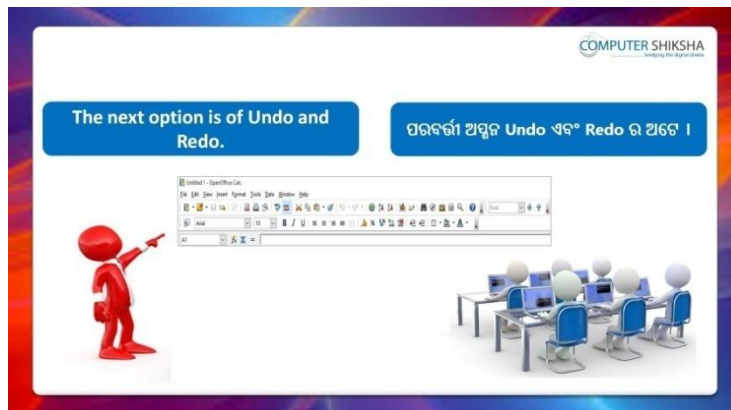 COMPUTER SHIKSHA
bridging the digital divide
The next option is of Undo and
Redo.
ପରବର୍ତ୍ତୀ ଅପ୍ସନ Undo ଏବଂ Redo ର ଅଟେ ।
Untitled 1 - OpenOffice Calc
File Edit View Insert Format Tools Data Window Help
Find
Arial 10 B I U
A1 =